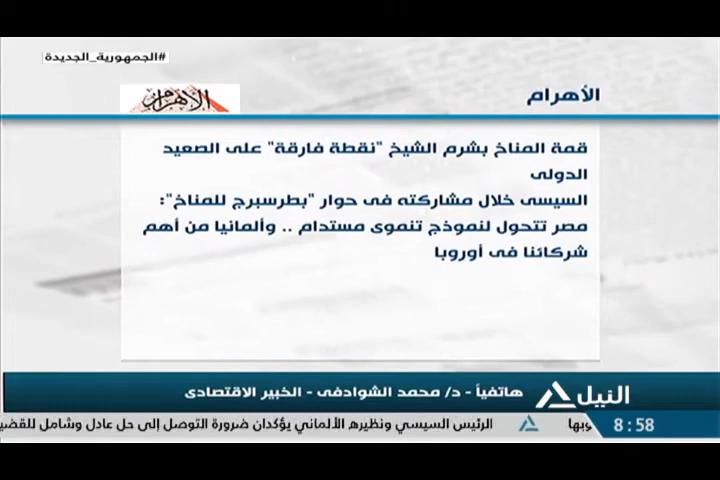 #الجمهورية_الجديدة
الأهرام
الأهرام
قمة المناخ بشرم الشيخ "نقطة فارقة" على الصعيد
الدولى
السيسى خلال مشاركته فى حوار "بطرسبرج للمناخ":
مصر تتحول لنموذج تنموى مستدام .. وألمانيا من أهم
شركائنا فى أوروبا
النيل
هاتفياً - د/ محمد الشوادفى - الخبير الاقتصادى
8:58
وبها
الرئيس السيسي ونظيره الألماني يؤكدان ضرورة التوصل إلى حل عادل وشامل للقضي